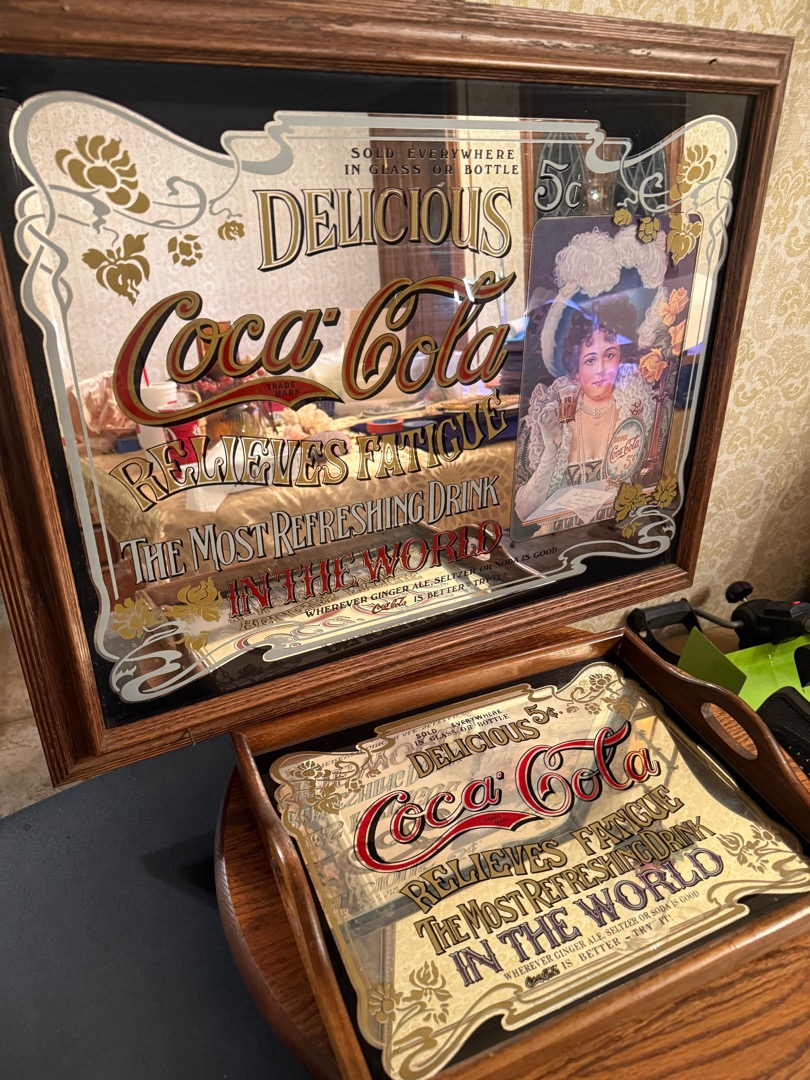 SOLD EVERYWHERE
IN GLASS OR BOTTLE
5¢
DELICIOUS
Coca-Cola
TRADE
MARK
RELIEVES FATIGUE
THE MOST REFRESHING DRINK
IN THE WORLD
WHEREVER GINGER ALE, SELTZER OR SODA IS GOOD
Coca-Cola IS BETTER - TRY IT!
Coca-Cola
5¢
SOLD EVERYWHERE
IN GLASS OR BOTTLE
DELICIOUS 5¢
Coca-Cola
RELIEVES FATIGUE
THE MOST REFRESHING DRINK
IN THE WORLD
WHEREVER GINGER ALE, SELTZER OR SODA IS GOOD
Coca-Cola IS BETTER - TRY IT!